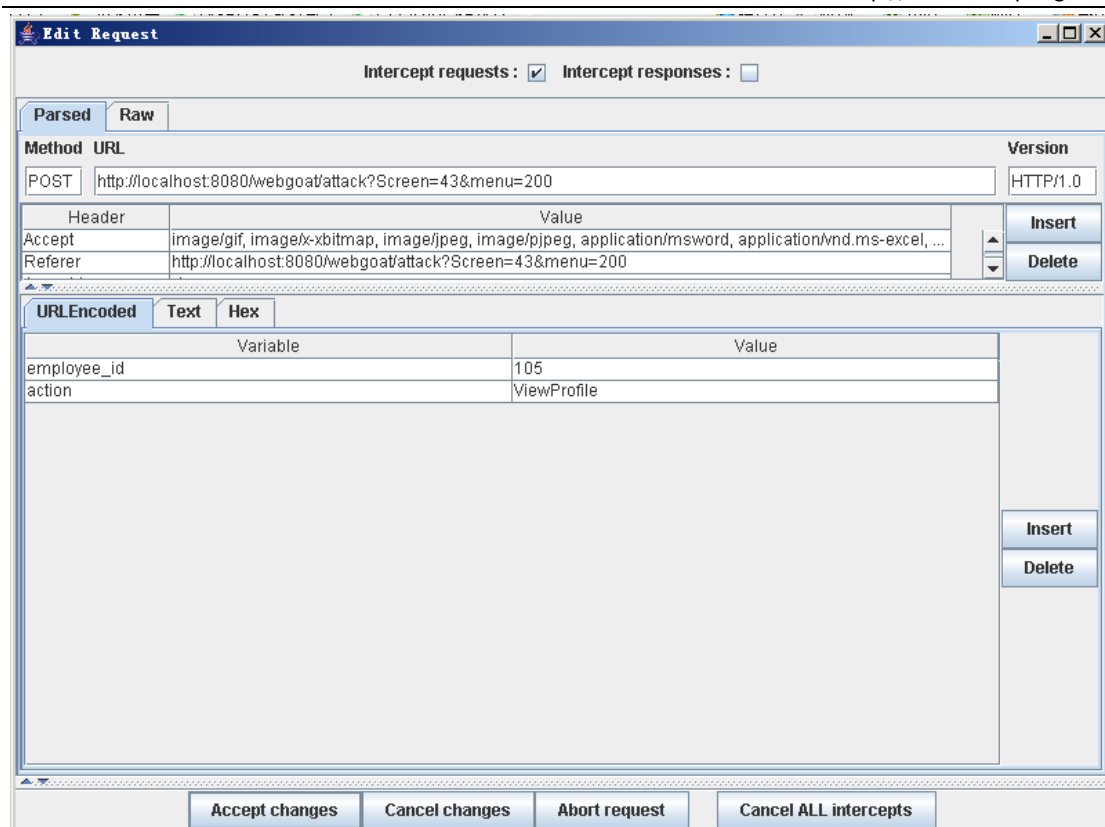 Edit Request
Intercept requests : Intercept responses :
Parsed Raw
Method URL Version
POST http://localhost:8080/webgoat/attack?Screen=43&menu=200 HTTP/1.0
Header Value Insert
Accept image/gif, image/x-xbitmap, image/jpeg, image/pjpeg, application/msword, application/vnd.ms-excel, ...
Referer http://localhost:8080/webgoat/attack?Screen=43&menu=200 Delete
URLEncoded Text Hex
Variable Value
employee_id 105
action ViewProfile
Insert
Delete
Accept changes Cancel changes Abort request Cancel ALL intercepts